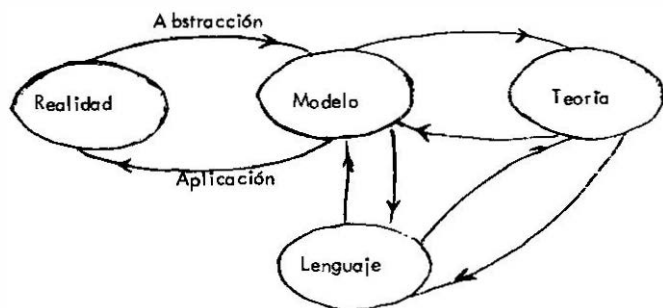 Abstracción
Realidad
Modelo
Teoría
Aplicación
Lenguaje